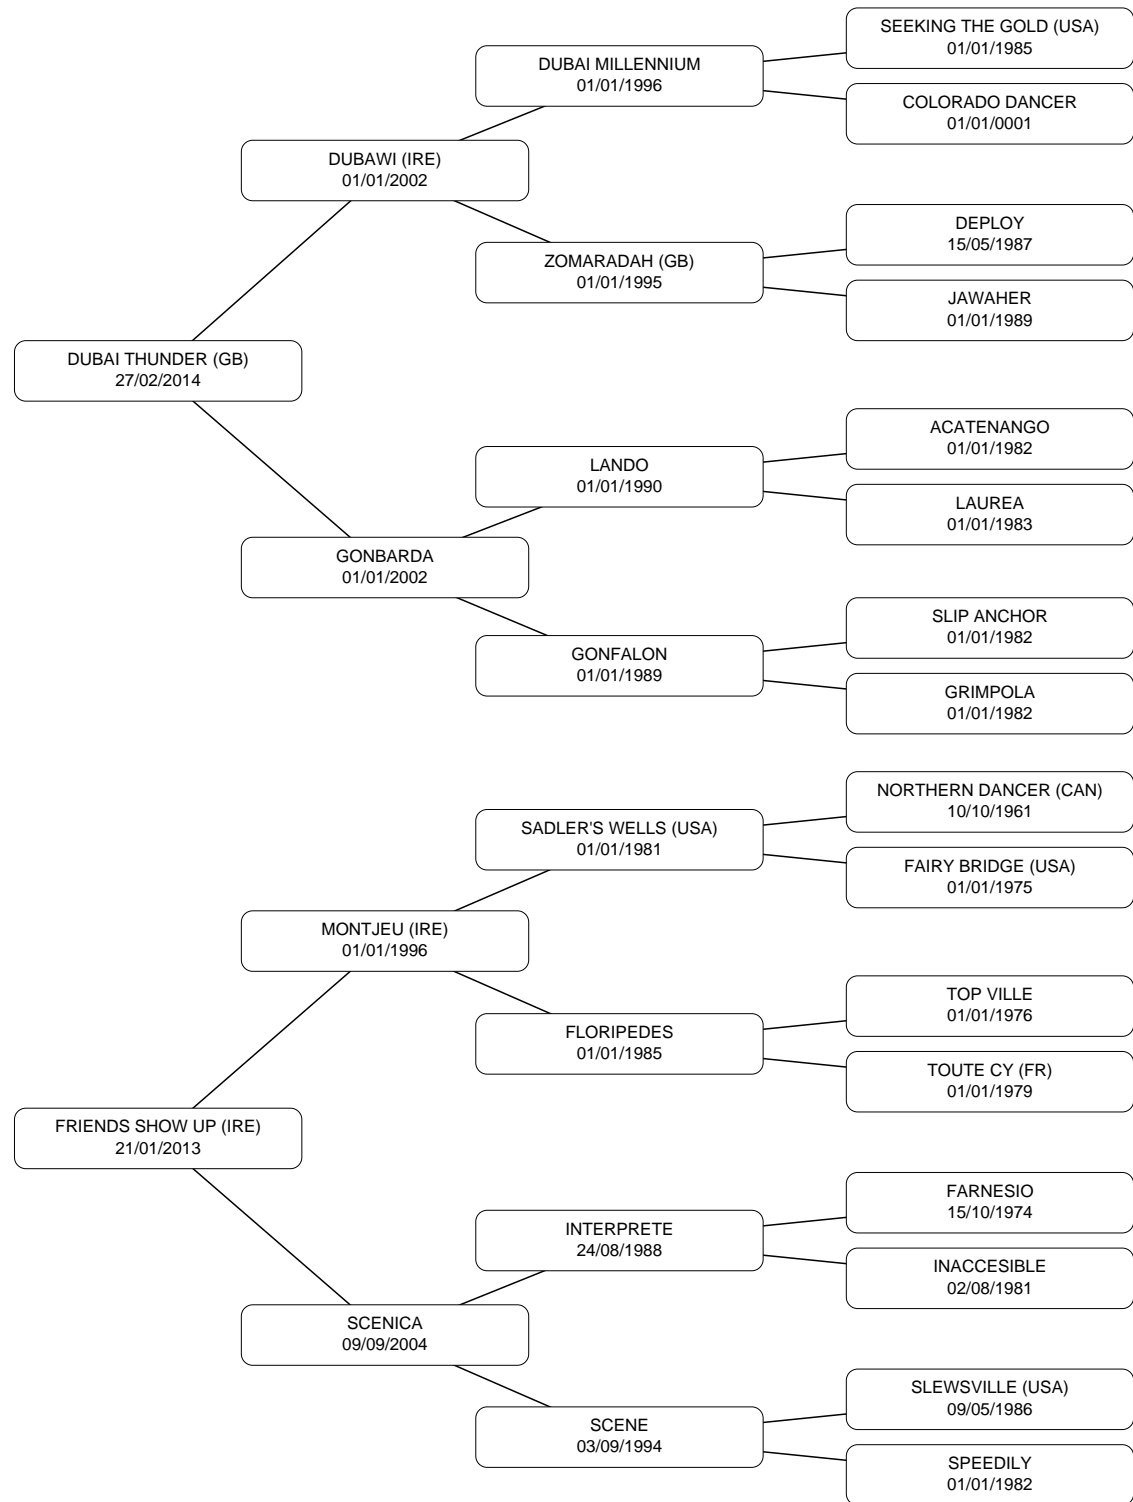 SEEKING THE GOLD (USA)
01/01/1985
DUBAI MILLENNIUM
01/01/1996
COLORADO DANCER
01/01/0001
DUBAWI (IRE)
01/01/2002
DEPLOY
15/05/1987
ZOMARADAH (GB)
01/01/1995
JAWAHER
01/01/1989
DUBAI THUNDER (GB)
27/02/2014
ACATENANGO
01/01/1982
LANDO
01/01/1990
LAUREA
01/01/1983
GONBARDA
01/01/2002
SLIP ANCHOR
01/01/1982
GONFALON
01/01/1989
GRIMPOLA
01/01/1982
NORTHERN DANCER (CAN)
10/10/1961
SADLER'S WELLS (USA)
01/01/1981
FAIRY BRIDGE (USA)
01/01/1975
MONTJEU (IRE)
01/01/1996
TOP VILLE
01/01/1976
FLORIPEDES
01/01/1985
TOUTE CY (FR)
01/01/1979
FRIENDS SHOW UP (IRE)
21/01/2013
FARNESIO
15/10/1974
INTERPRETE
24/08/1988
INACCESIBLE
02/08/1981
SCENICA
09/09/2004
SLEWSVILLE (USA)
09/05/1986
SCENE
03/09/1994
SPEEDILY
01/01/1982